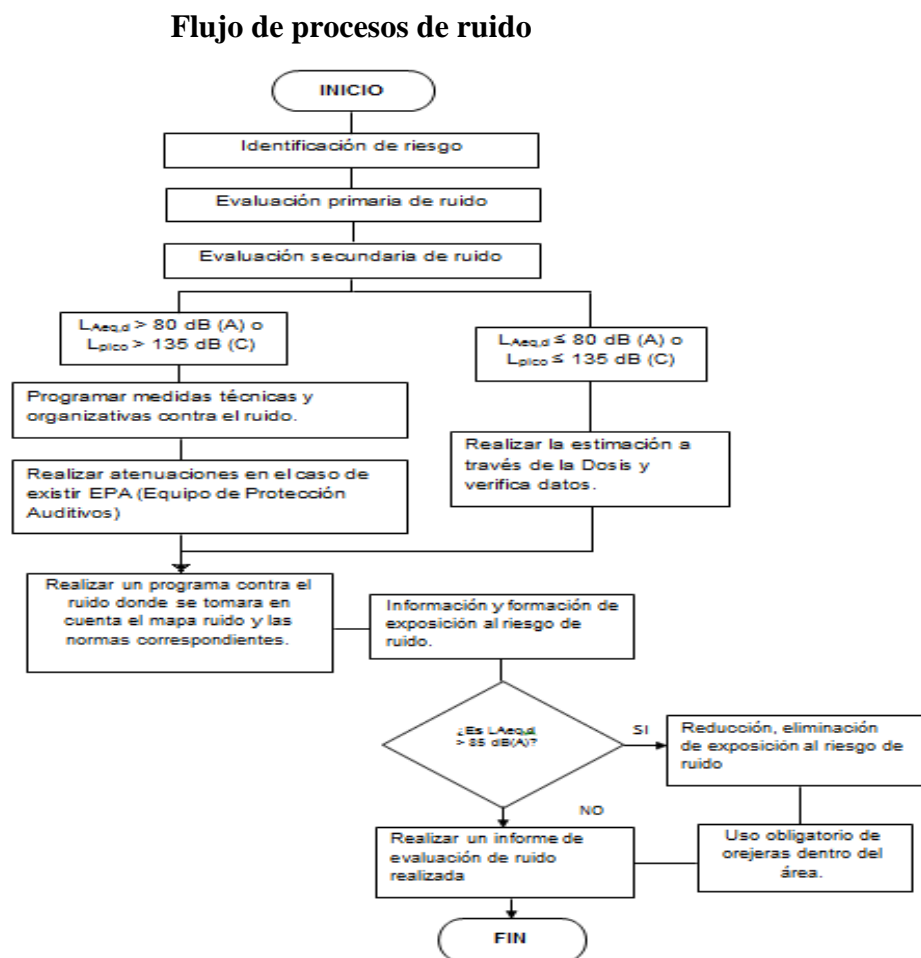 Flujo de procesos de ruido
INICIO
Identificación de riesgo
Evaluación primaria de ruido
Evaluación secundaria de ruido
LAeq,d > 80 dB (A) o
Lpico > 135 dB (C)
LAeq,d ≤ 80 dB (A) o
Lpico ≤ 135 dB (C)
Programar medidas técnicas y
organizativas contra el ruido.
Realizar atenuaciones en el caso de
existir EPA (Equipo de Protección
Auditivos)
Realizar la estimación a
través de la Dosis y
verifica datos.
Realizar un programa contra el
ruido donde se tomara en
cuenta el mapa ruido y las
normas correspondientes.
Información y formación de
exposición al riesgo de
ruido.
¿Es LAeq,d
> 85 dB(A)?
SI
Reducción, eliminación
de exposición al riesgo de
ruido
NO
Realizar un informe de
evaluación de ruido
realizada
Uso obligatorio de
orejeras dentro del
área.
FIN